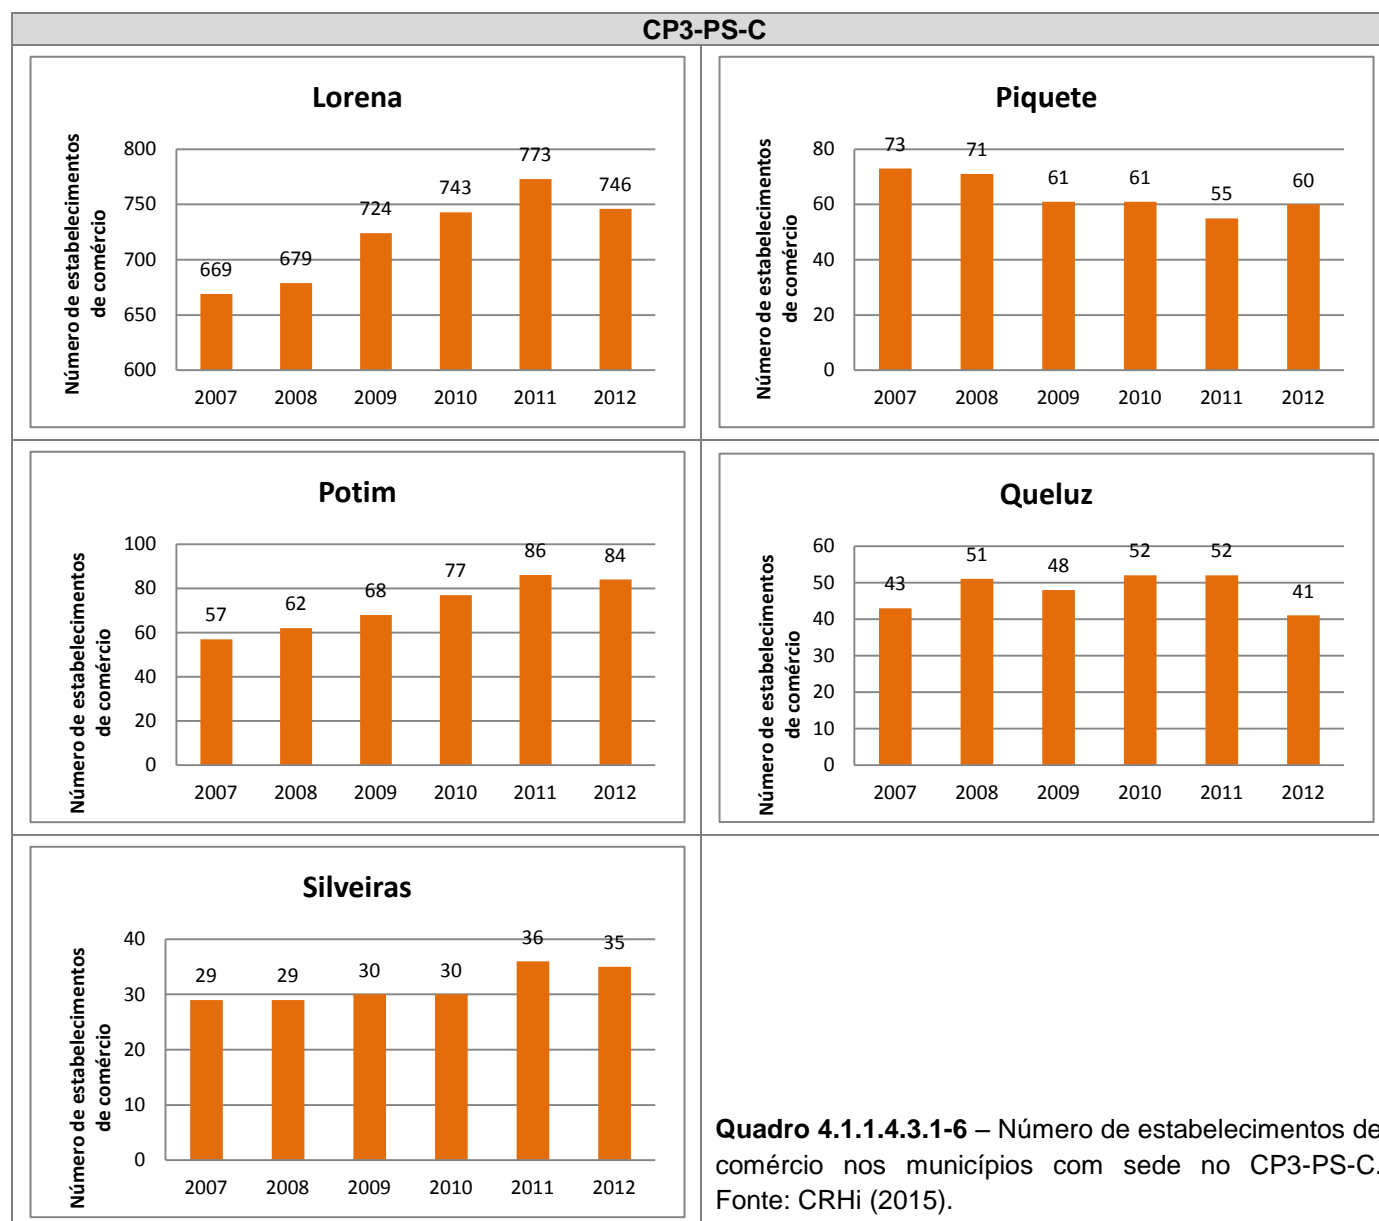 CP3-PS-C
Lorena
Número de estabelecimentos
de comércio
800
750
700
650
600
669
679
724
743
773
746
2007 2008 2009 2010 2011 2012
Piquete
Número de estabelecimentos
de comércio
80
60
40
20
0
73
71
61
61
55
60
2007 2008 2009 2010 2011 2012
Potim
Número de estabelecimentos
de comércio
100
80
60
40
20
0
57
62
68
77
86
84
2007 2008 2009 2010 2011 2012
Queluz
Número de estabelecimentos
de comércio
60
50
40
30
20
10
0
43
51
48
52
52
41
2007 2008 2009 2010 2011 2012
Silveiras
Número de estabelecimentos
de comércio
40
30
20
10
0
29
29
30
30
36
35
2007 2008 2009 2010 2011 2012
Quadro 4.1.1.4.3.1-6 – Número de estabelecimentos de
comércio nos municípios com sede no CP3-PS-C.
Fonte: CRHi (2015).